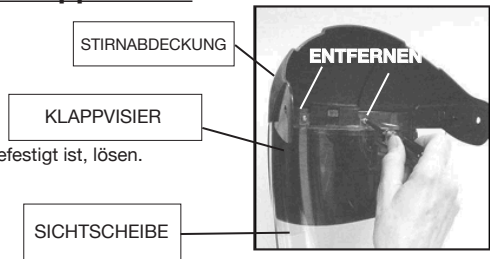 STIRNABDECKUNG
ENTFERNEN
KLAPPVISIER
efestigt ist, lösen.
SICHTSCHEIBE